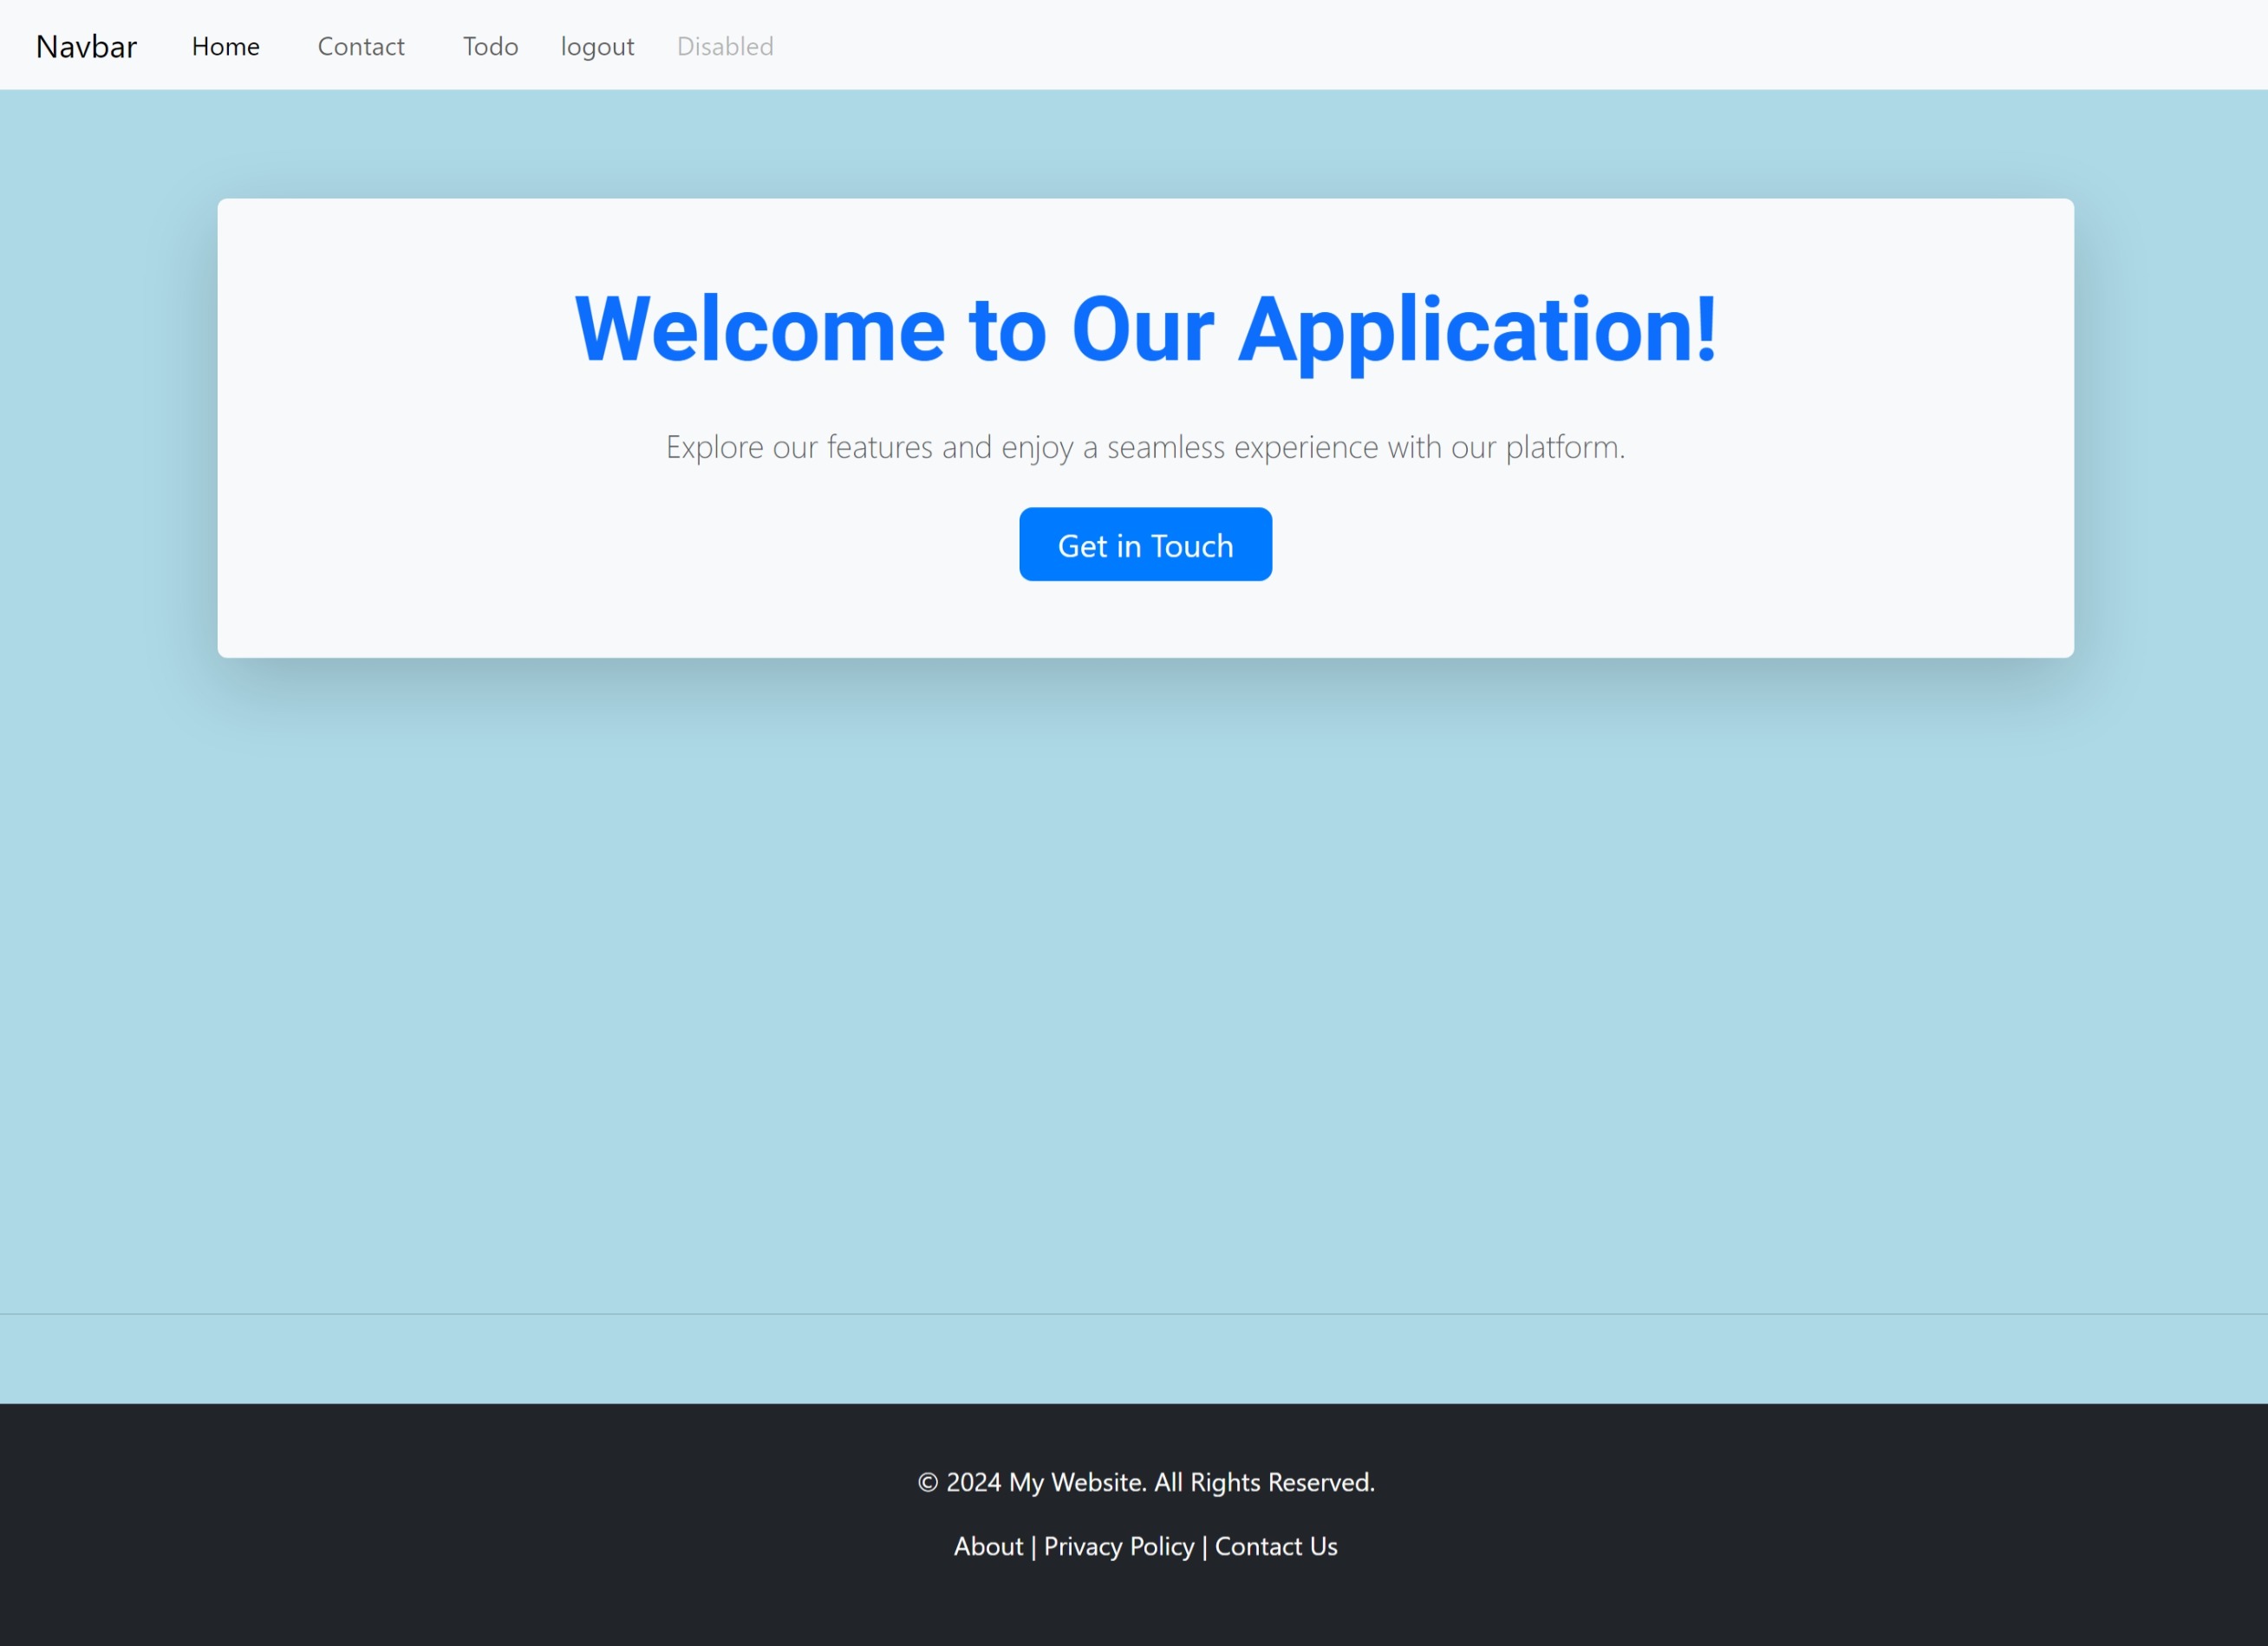 Navbar Home Contact Todo logout Disabled
Welcome to Our Application!
Explore our features and enjoy a seamless experience with our platform.
Get in Touch
© 2024 My Website. All Rights Reserved.
About | Privacy Policy | Contact Us